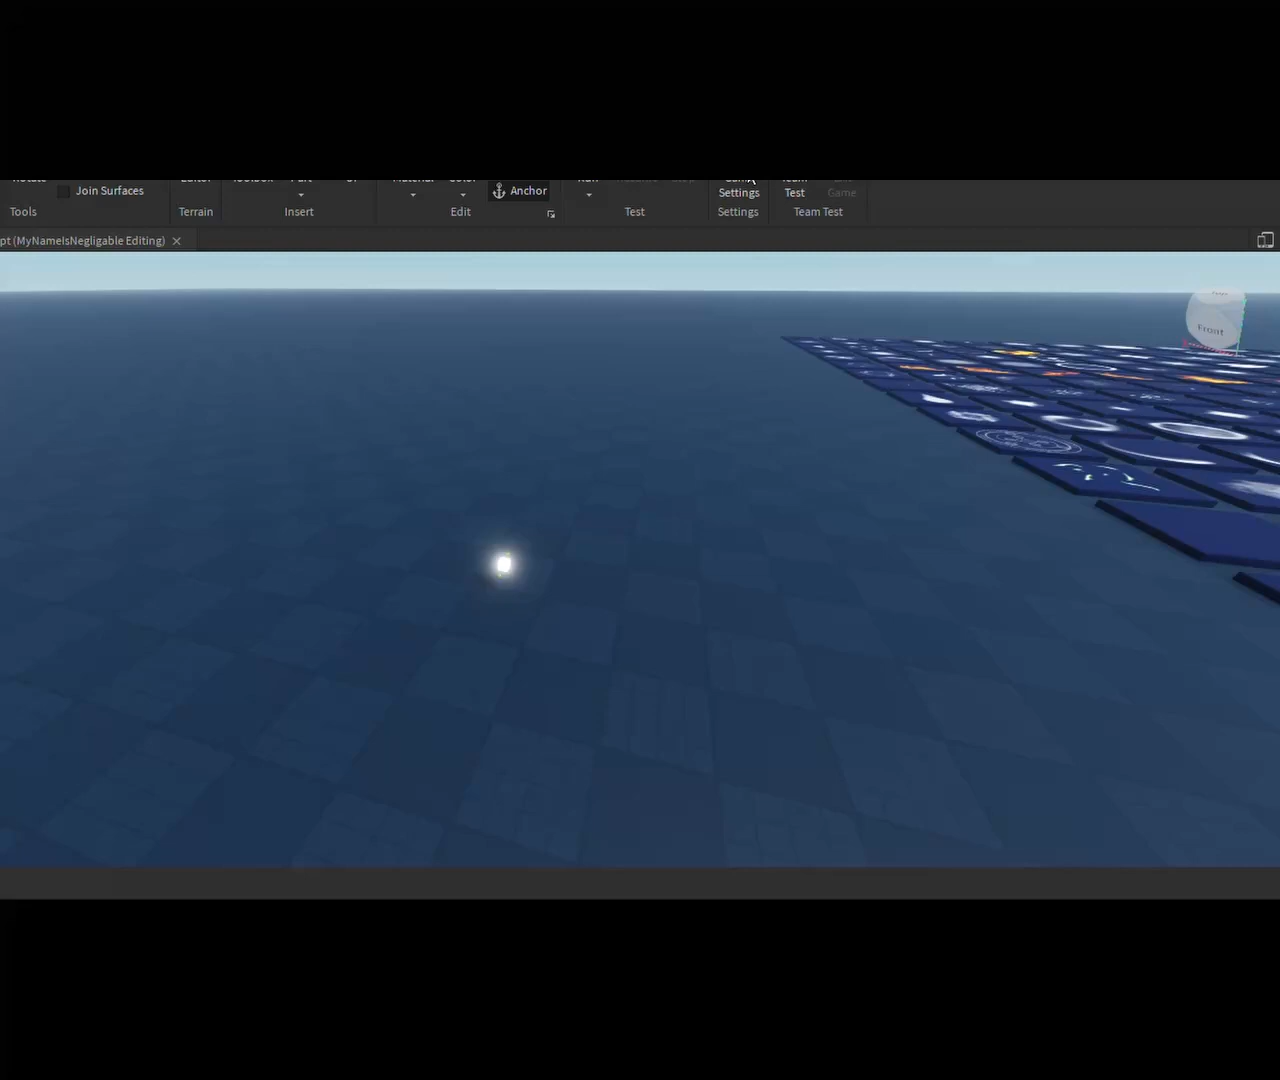 Join Surfaces
Anchor
Settings
Test
Game
Tools
Terrain
Insert
Edit
Test
Settings
Team Test
pt (MyNameIsNegligable Editing)
Front